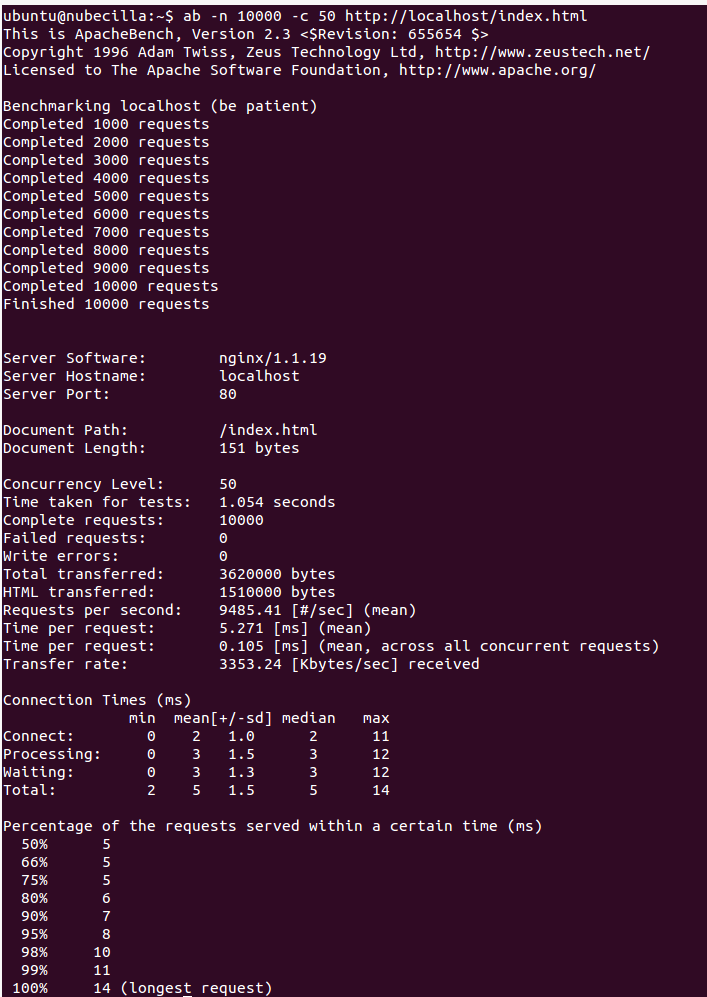 ubuntu@nubecilla:~$ ab -n 10000 -c 50 http://localhost/index.html
This is ApacheBench, Version 2.3 <$Revision: 655654 $>
Copyright 1996 Adam Twiss, Zeus Technology Ltd, http://www.zeustech.net/
Licensed to The Apache Software Foundation, http://www.apache.org/

Benchmarking localhost (be patient)
Completed 1000 requests
Completed 2000 requests
Completed 3000 requests
Completed 4000 requests
Completed 5000 requests
Completed 6000 requests
Completed 7000 requests
Completed 8000 requests
Completed 9000 requests
Completed 10000 requests
Finished 10000 requests


Server Software:        nginx/1.1.19
Server Hostname:        localhost
Server Port:            80

Document Path:          /index.html
Document Length:        151 bytes

Concurrency Level:      50
Time taken for tests:   1.054 seconds
Complete requests:      10000
Failed requests:        0
Write errors:           0
Total transferred:      3620000 bytes
HTML transferred:       1510000 bytes
Requests per second:    9485.41 [#/sec] (mean)
Time per request:       5.271 [ms] (mean)
Time per request:       0.105 [ms] (mean, across all concurrent requests)
Transfer rate:          3353.24 [Kbytes/sec] received

Connection Times (ms)
              min  mean[+/-sd] median   max
Connect:        0    2   1.0      2      11
Processing:     0    3   1.5      3      12
Waiting:        0    3   1.3      3      12
Total:          2    5   1.5      5      14

Percentage of the requests served within a certain time (ms)
  50%      5
  66%      5
  75%      5
  80%      6
  90%      7
  95%      8
  98%     10
  99%     11
 100%     14 (longest request)